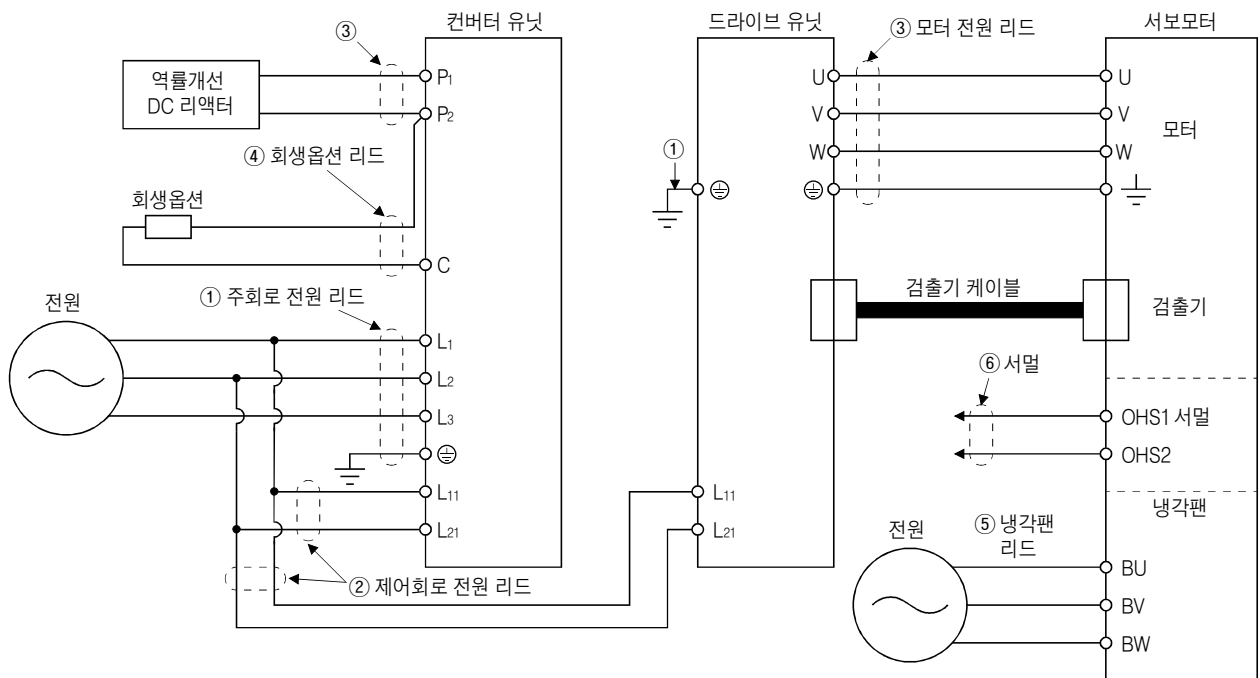 컨버터 유닛
드라이브 유닛
③ 모터 전원 리드
서보모터
③
역률개선
DC 리액터
P1
P2
U
V
W
U
V
W
모터
④ 회생옵션 리드
①
회생옵션
C
① 주회로 전원 리드
전원
검출기 케이블
검출기
L1
L2
L3
⑥ 서멀
OHS1 서멀
OHS2
L11
L21
L11
L21
냉각팬
② 제어회로 전원 리드
전원
⑤ 냉각팬
리드
BU
BV
BW